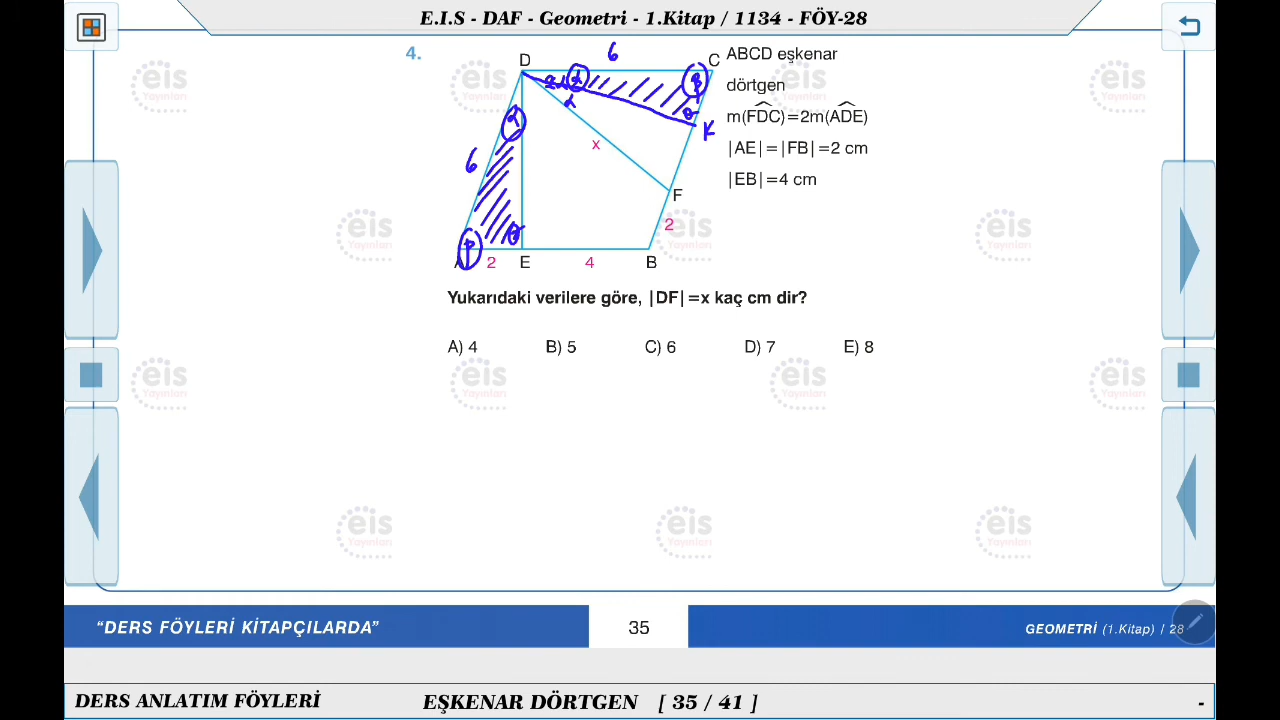 E.I.S - DAF - Geometri - 1.Kitap / 1134 - FÖY-28
4.
ABCD eşkenar
dörtgen
m(FDC)=2m(ADE)
|AE|=|FB|=2 cm
|EB|=4 cm
D
6
C
α
α
K
6
x
F
2
2
E
4
B
Yukarıdaki verilere göre, |DF|=x kaç cm dir?
A) 4 B) 5 C) 6 D) 7 E) 8
eis
Yayınları
"DERS FÖYLERİ KİTAPÇILARDA"
35
GEOMETRİ (1.Kitap) / 28
DERS ANLATIM FÖYLERİ EŞKENAR DÖRTGEN [ 35 / 41 ] -